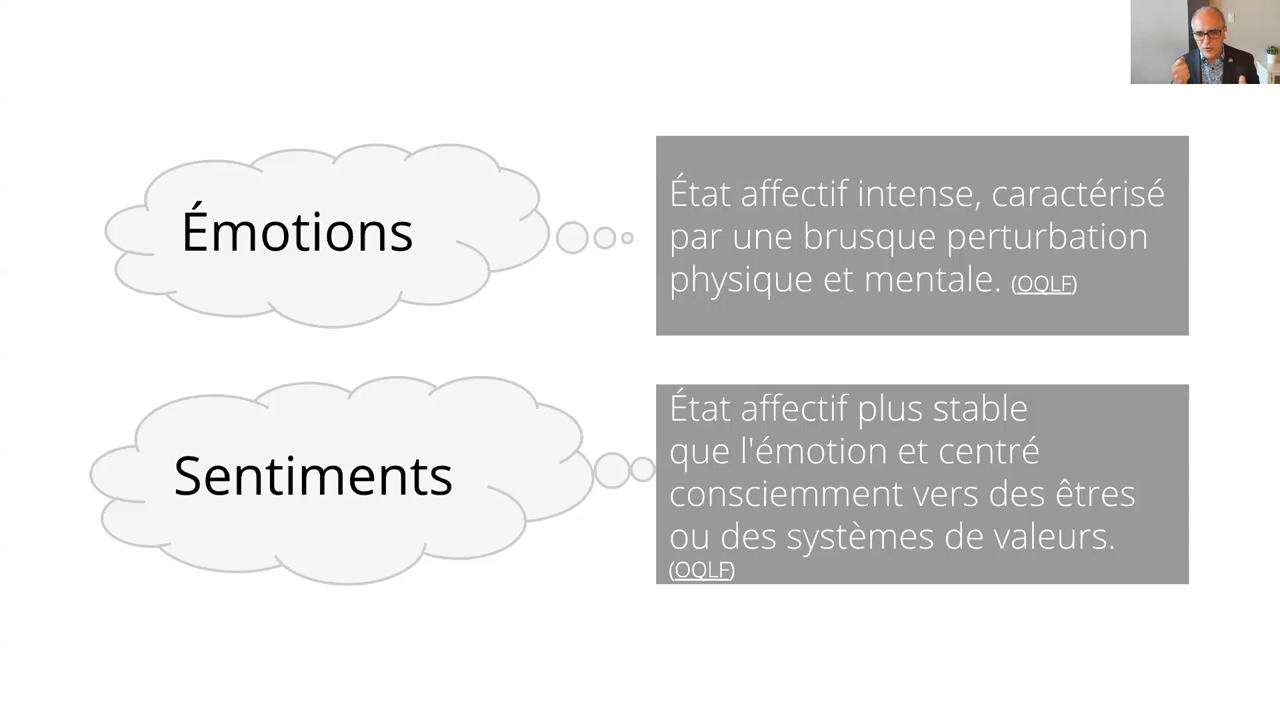 Émotions
État affectif intense, caractérisé
par une brusque perturbation
physique et mentale. (OQLF)
Sentiments
État affectif plus stable
que l'émotion et centré
consciemment vers des êtres
ou des systèmes de valeurs.
(OQLF)